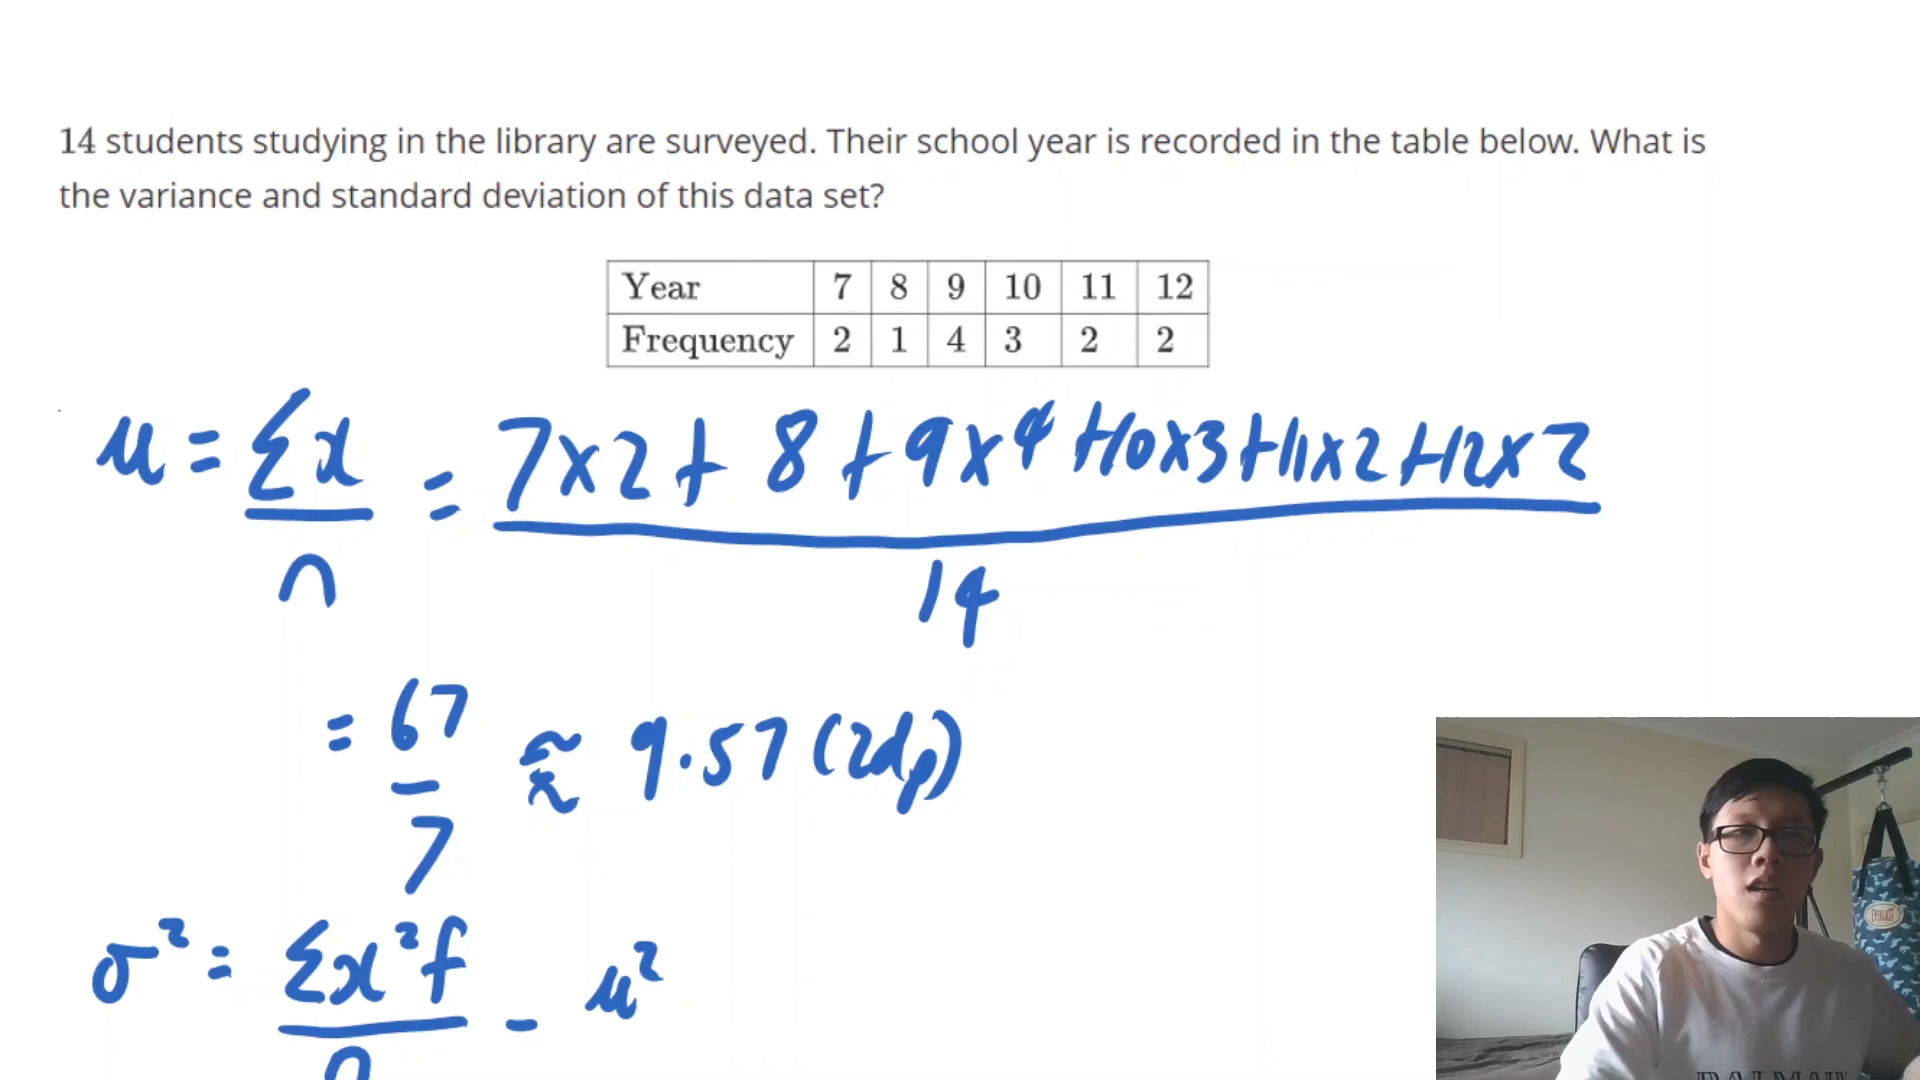 14 students studying in the library are surveyed. Their school year is recorded in the table below. What is
the variance and standard deviation of this data set?
Year 7 8 9 10 11 12
Frequency 2 1 4 3 2 2
μ = Σx/n = (7×2 + 8 + 9×4 + 10×3 + 11×2 + 12×2)/14
= 67/7 ≈ 9.57 (2dp)
σ² = Σx²f/n - μ²
EVERLAST